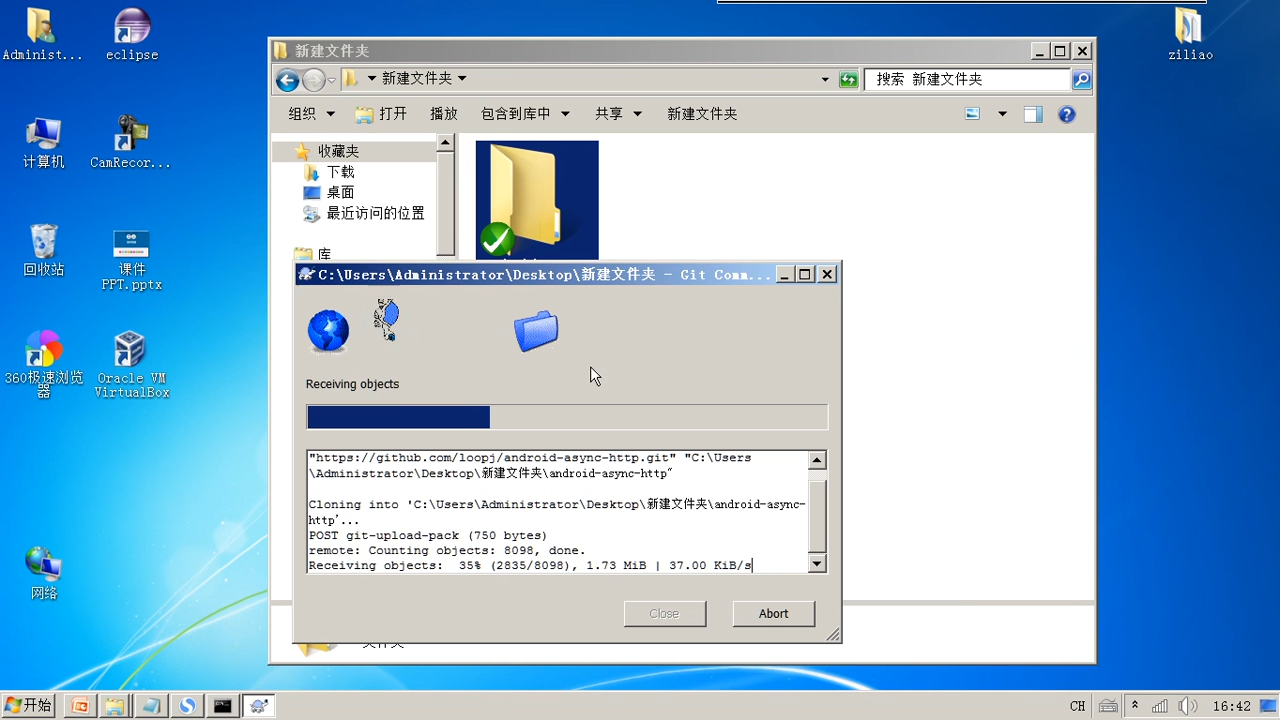 Administ...
eclipse
ziliao
计算机
CamRecor...
回收站
课件
PPT.pptx
360极速浏览
器
Oracle VM
VirtualBox
网络
新建文件夹
新建文件夹
搜索 新建文件夹
组织
打开
播放
包含到库中
共享
新建文件夹
收藏夹
下载
桌面
最近访问的位置
库
C:\Users\Administrator\Desktop\新建文件夹 - Git Comm...
Receiving objects
"https://github.com/loopj/android-async-http.git" "C:\Users
\Administrator\Desktop\新建文件夹\android-async-http"
Cloning into 'C:\Users\Administrator\Desktop\新建文件夹\android-async-
http'...
POST git-upload-pack (750 bytes)
remote: Counting objects: 8098, done.
Receiving objects:  35% (2835/8098), 1.73 MiB | 37.00 KiB/s
Close
Abort
文件夹
开始
CH
16:42